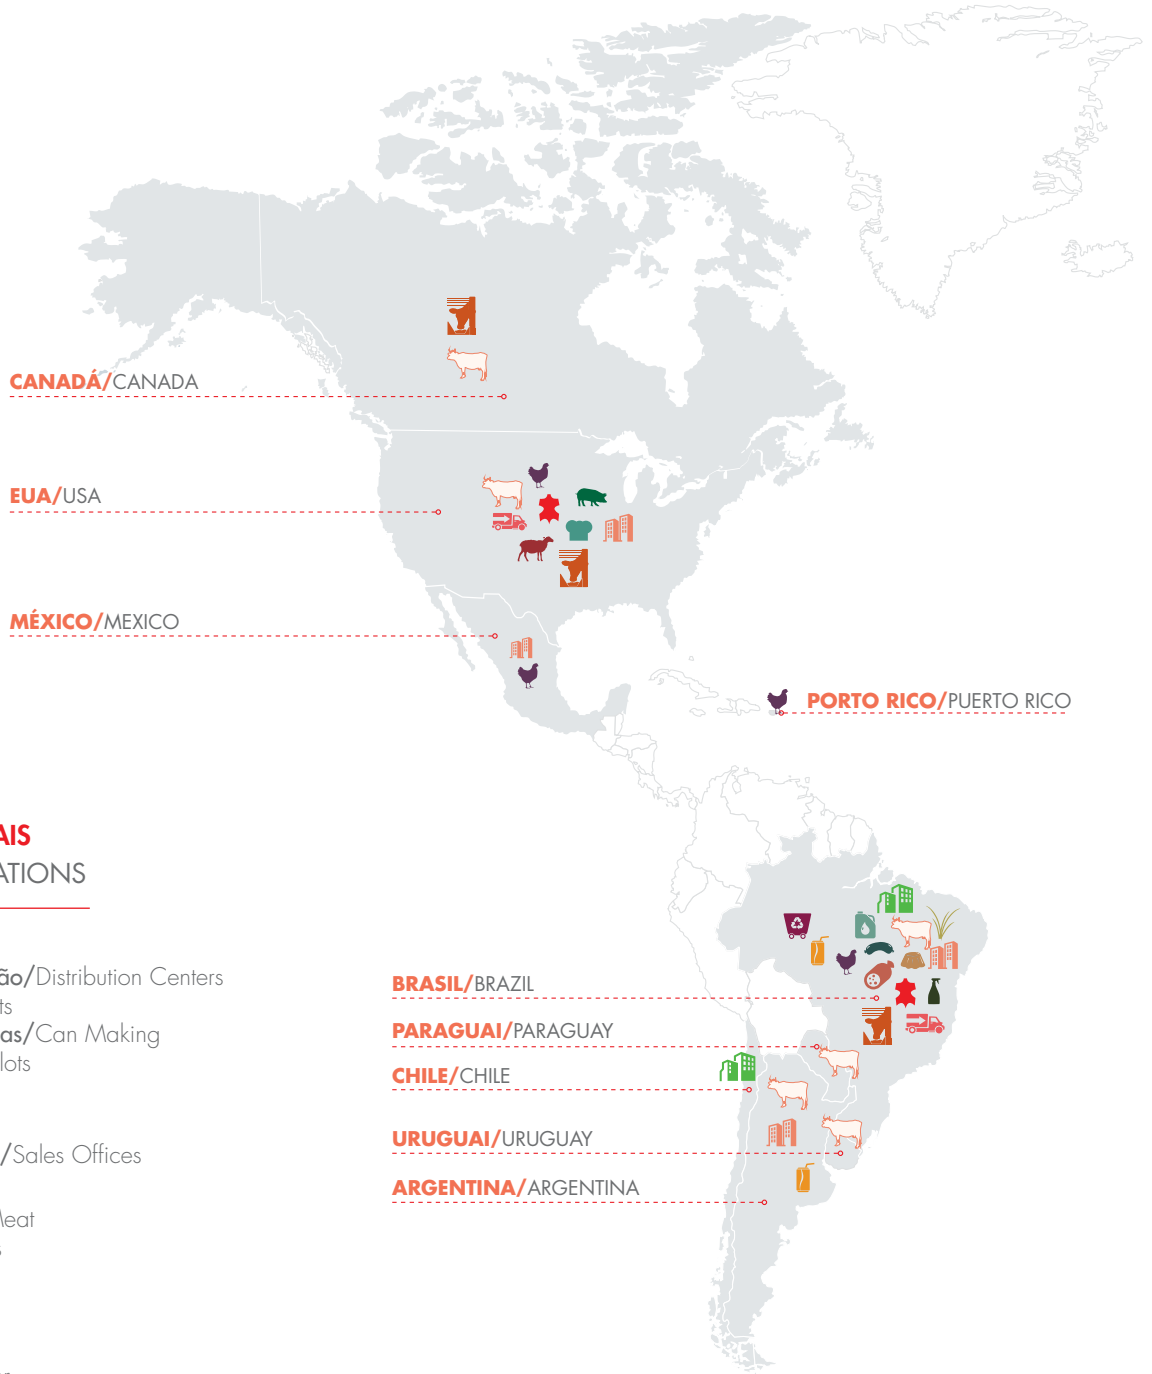 CANADÁ/CANADA
EUA/USA
MÉXICO/MEXICO
PORTO RICO/PUERTO RICO
AIS
ATIONS
ão/Distribution Centers
ts
as/Can Making
lots
/Sales Offices
Meat
s
BRASIL/BRAZIL
PARAGUAI/PARAGUAY
CHILE/CHILE
URUGUAI/URUGUAY
ARGENTINA/ARGENTINA